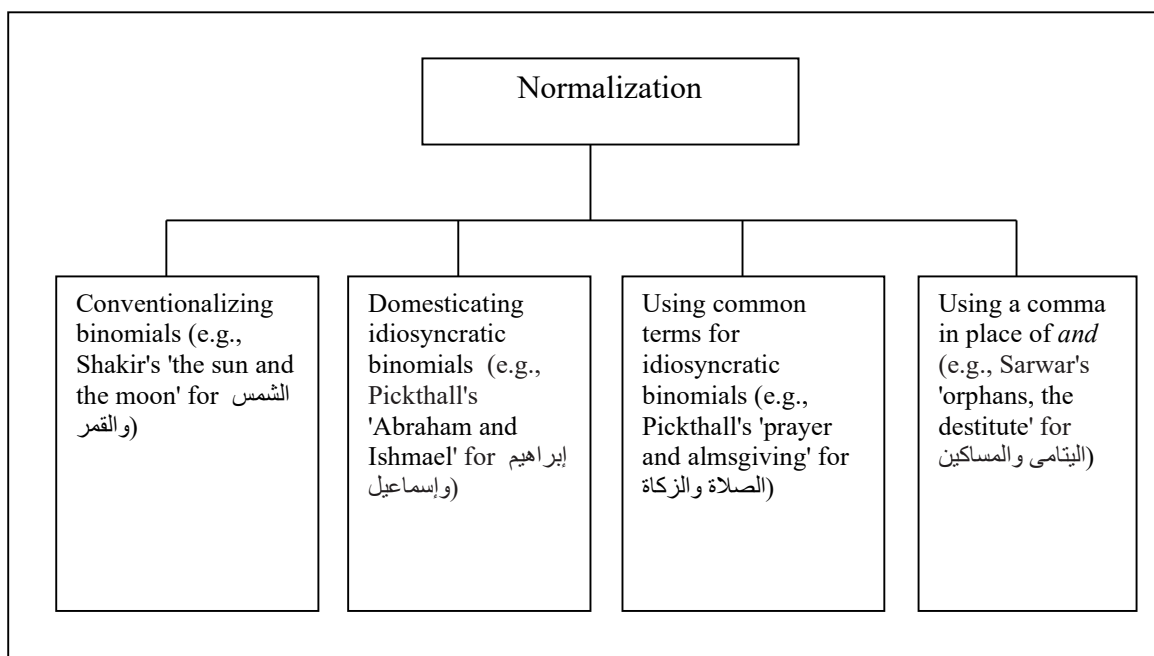 Normalization
Conventionalizing
binomials (e.g.,
Shakir's 'the sun and
the moon' for الشمس
والقمر)
Domesticating
idiosyncratic
binomials (e.g.,
Pickthall's
'Abraham and
Ishmael' for إبراهيم
وإسماعيل)
Using common
terms for
idiosyncratic
binomials (e.g.,
Pickthall's 'prayer
and almsgiving' for
الصلاة والزكاة)
Using a comma
in place of and
(e.g., Sarwar's
'orphans, the
destitute' for
اليتامى والمساكين)